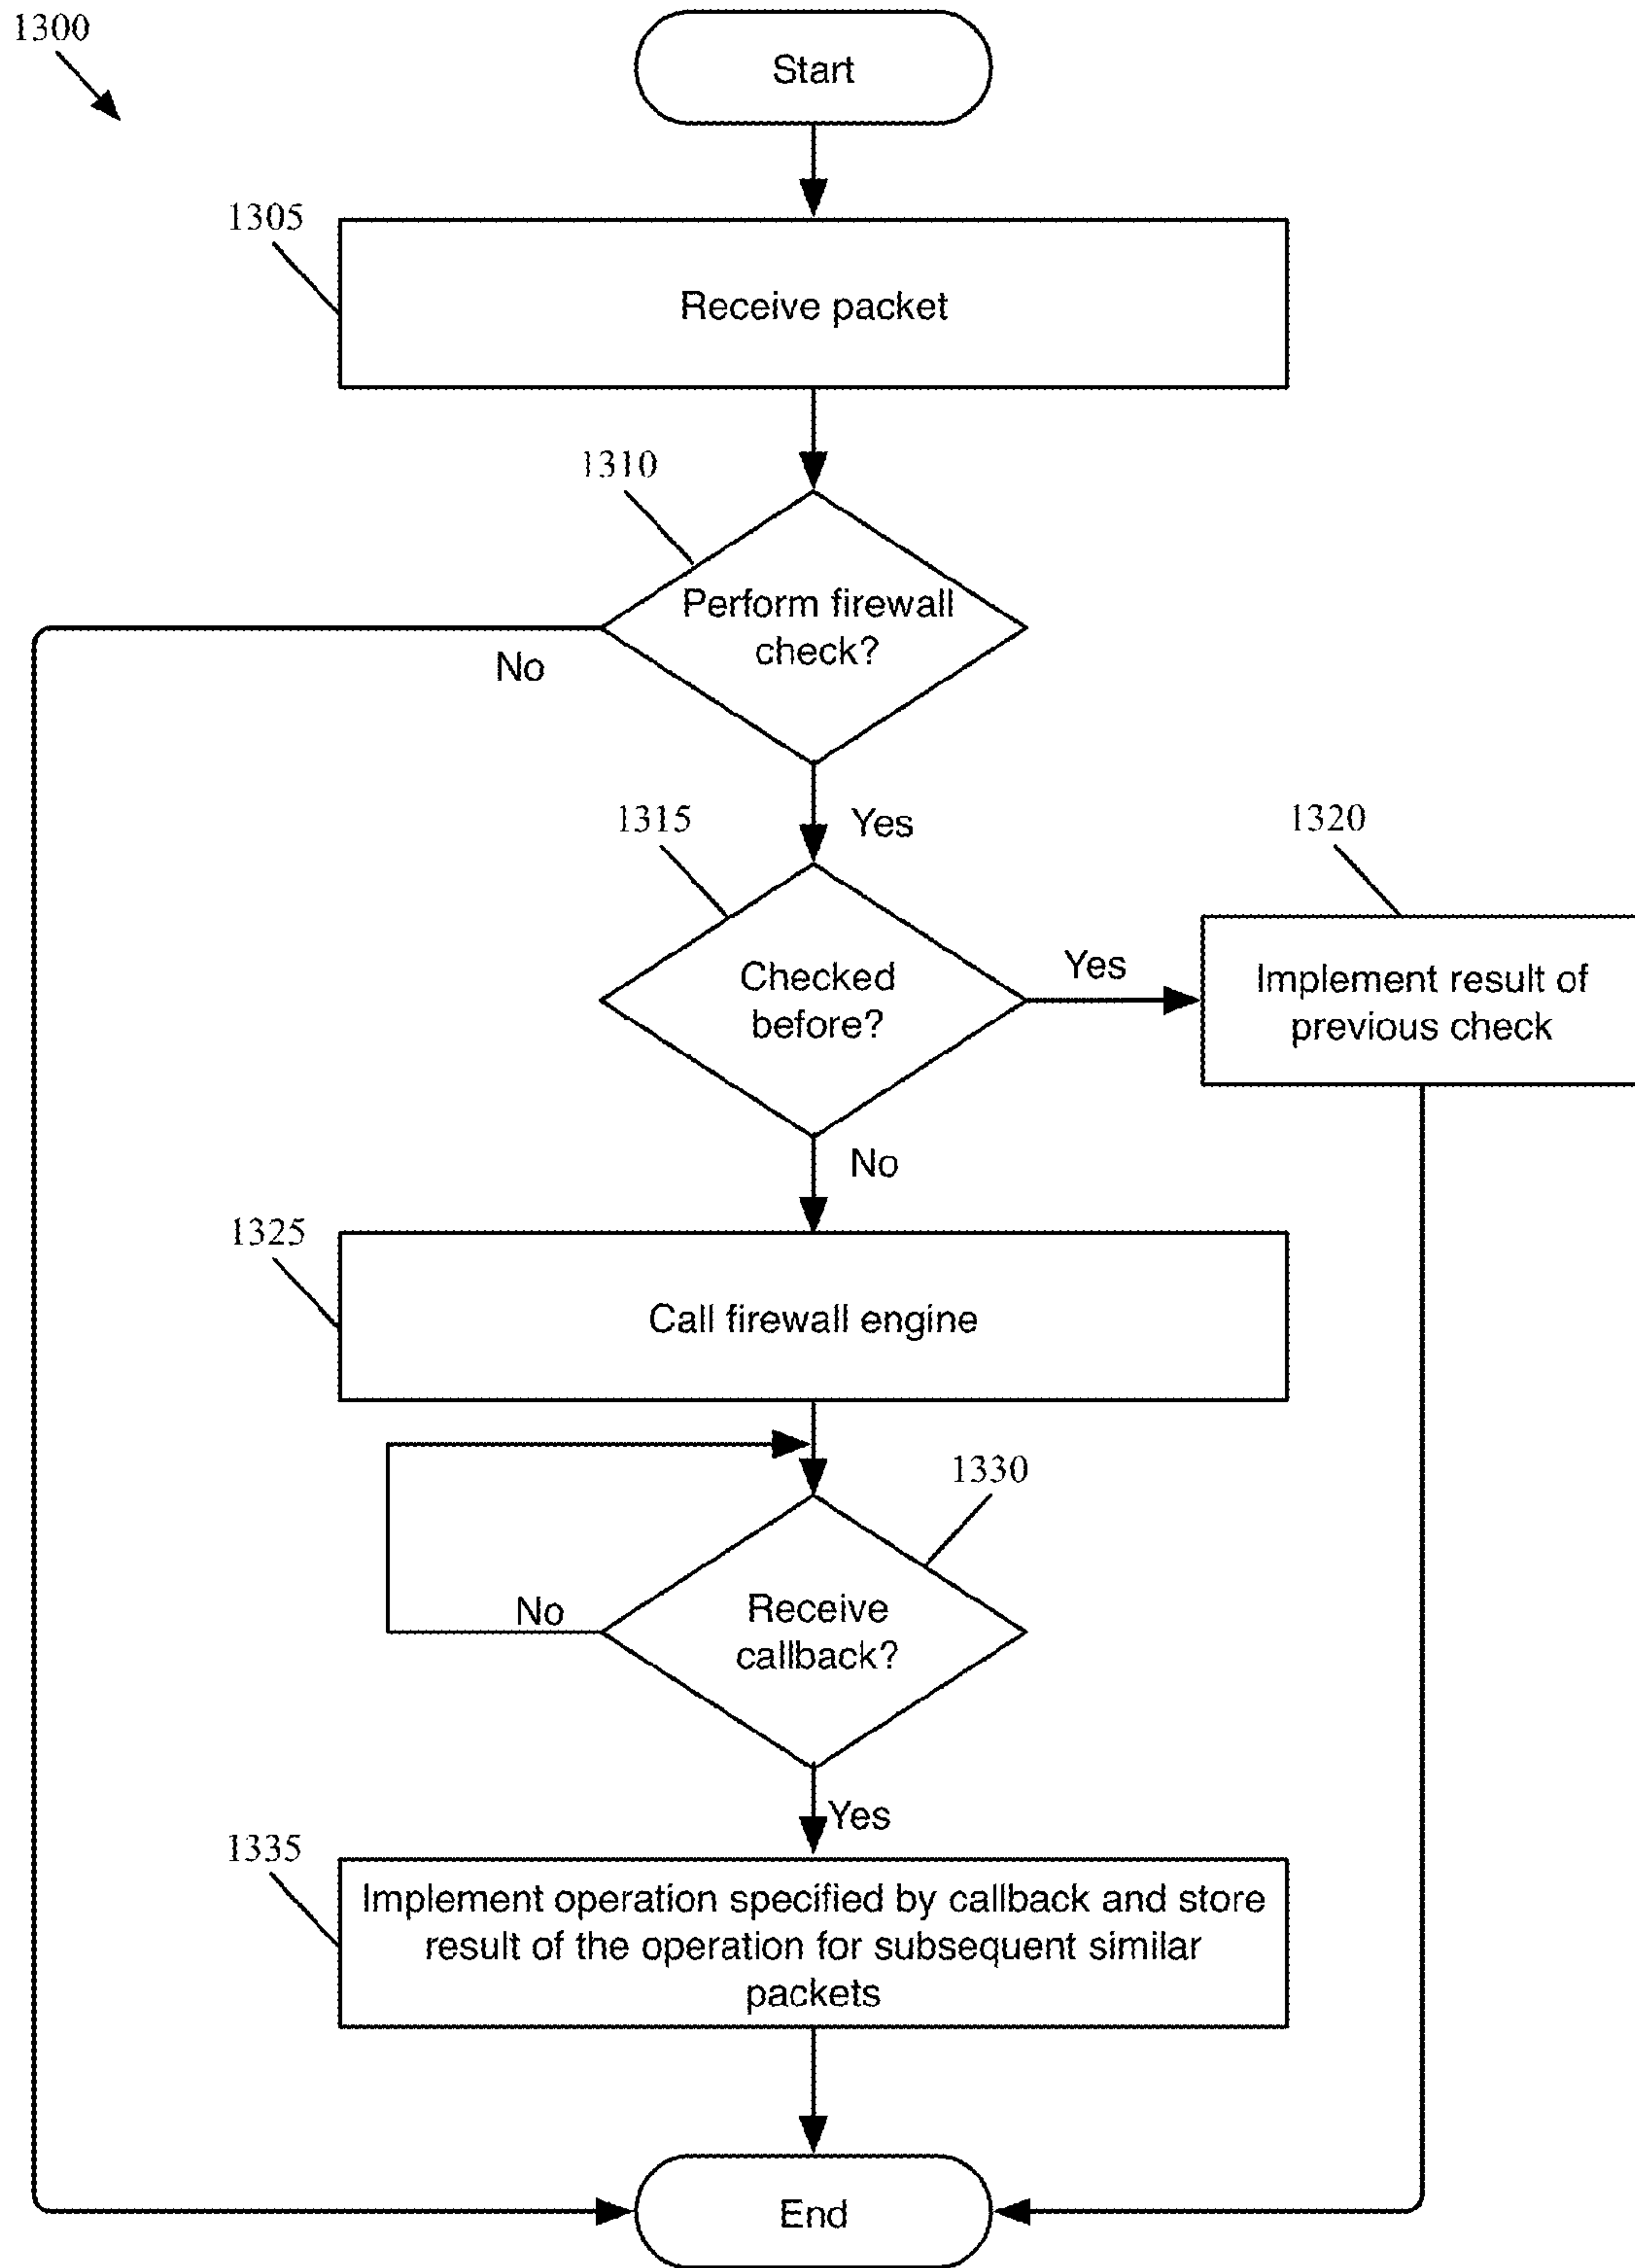 1300
Start
1305
Receive packet
1310
Perform firewall
check?
No
Yes
1315
1320
Checked
before?
Yes
Implement result of
previous check
No
1325
Call firewall engine
1330
Receive
callback?
No
Yes
1335
Implement operation specified by callback and store
result of the operation for subsequent similar
packets
End